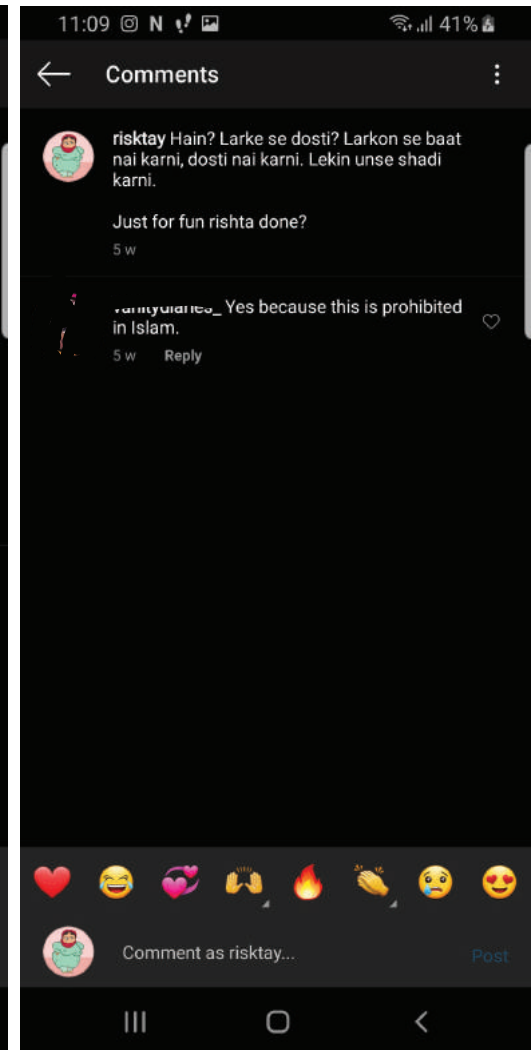 11:09 N 41%
Comments
risktay Hain? Larke se dosti? Larkon se baat
nai karni, dosti nai karni. Lekin unse shadi
karni.
Just for fun rishta done?
5 w
Yes because this is prohibited
in Islam.
5 w Reply
Comment as risktay...
Post